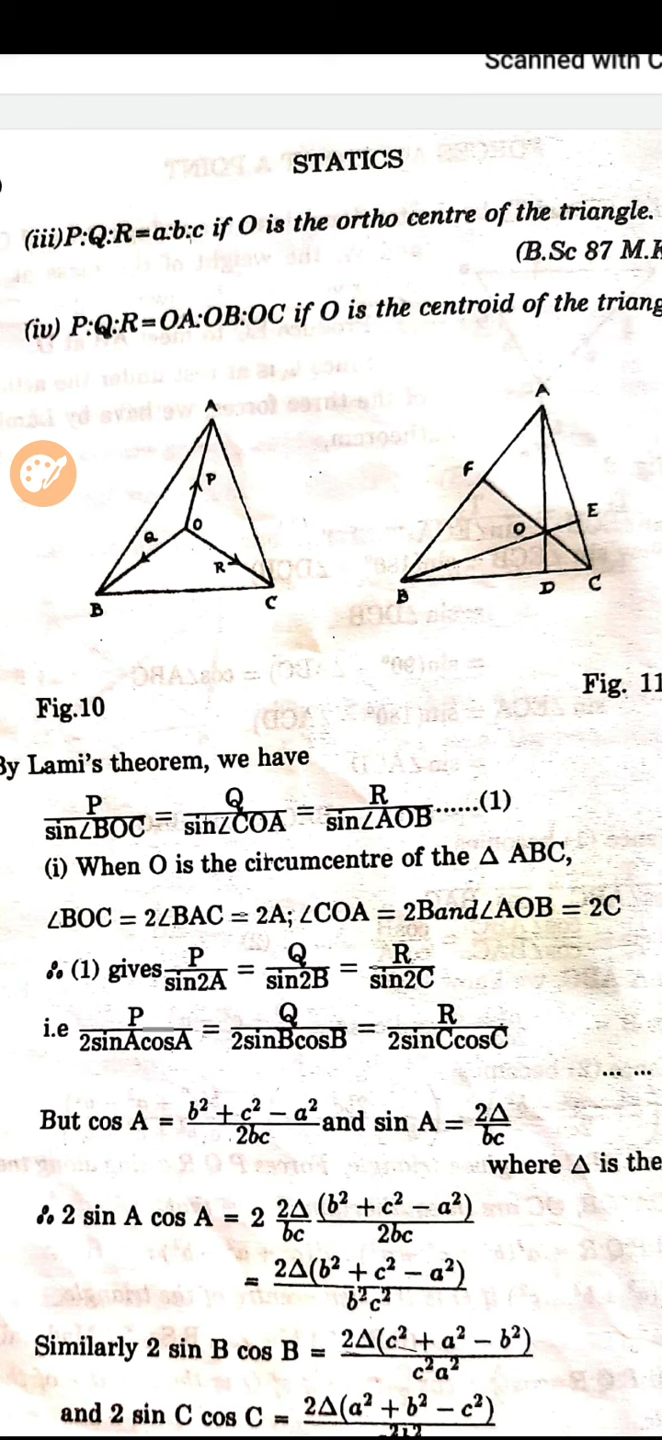 Scanned with C
STATICS
(iii)P:Q:R=a:b:c if O is the ortho centre of the triangle.
(B.Sc 87 M.K
(iv) P:Q:R=OA:OB:OC if O is the centroid of the triang
A
P
O
Q
R
B
C
A
F
E
O
B
D
C
Fig.10
Fig. 11
By Lami's theorem, we have
P/sin∠BOC = Q/sin∠COA = R/sin∠AOB ......(1)
(i) When O is the circumcentre of the Δ ABC,
∠BOC = 2∠BAC = 2A; ∠COA = 2Band∠AOB = 2C
∴ (1) gives P/sin2A = Q/sin2B = R/sin2C
i.e P/2sinAcosA = Q/2sinBcosB = R/2sinCcosC
... ...
But cos A = b² + c² − a²/2bc and sin A = 2Δ/bc
where Δ is the
∴ 2 sin A cos A = 2 2Δ/bc (b² + c² − a²)/2bc
= 2Δ(b² + c² − a²)/b²c²
Similarly 2 sin B cos B = 2Δ(c² + a² − b²)/c²a²
and 2 sin C cos C = 2Δ(a² + b² − c²)